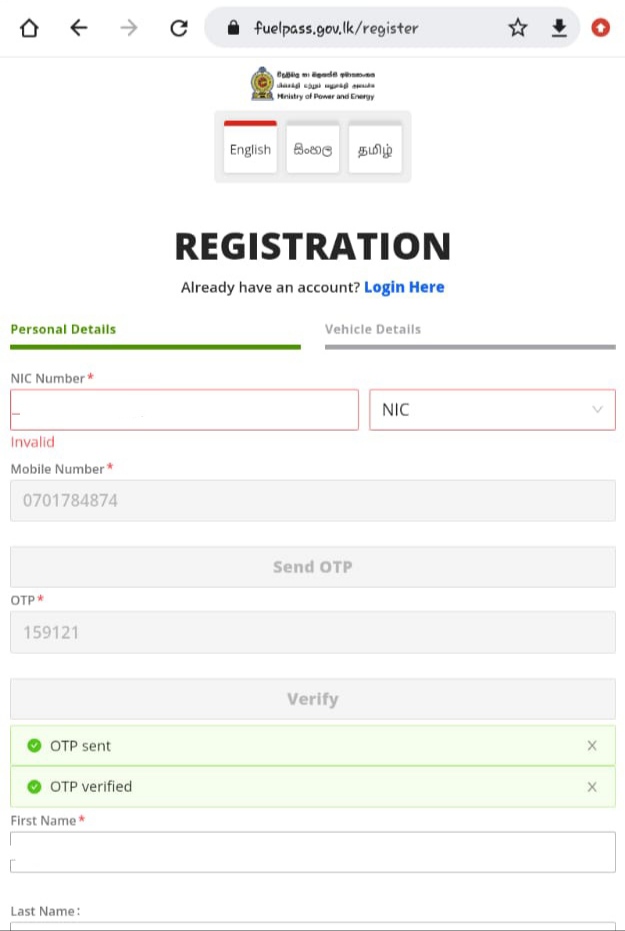 fuelpass.gov.lk/register
Ministry of Power and Energy
English
සිංහල
தமிழ்
REGISTRATION
Already have an account? Login Here
Personal Details
Vehicle Details
NIC Number *
NIC
Invalid
Mobile Number *
0701784874
Send OTP
OTP *
159121
Verify
OTP sent
OTP verified
First Name *
Last Name :